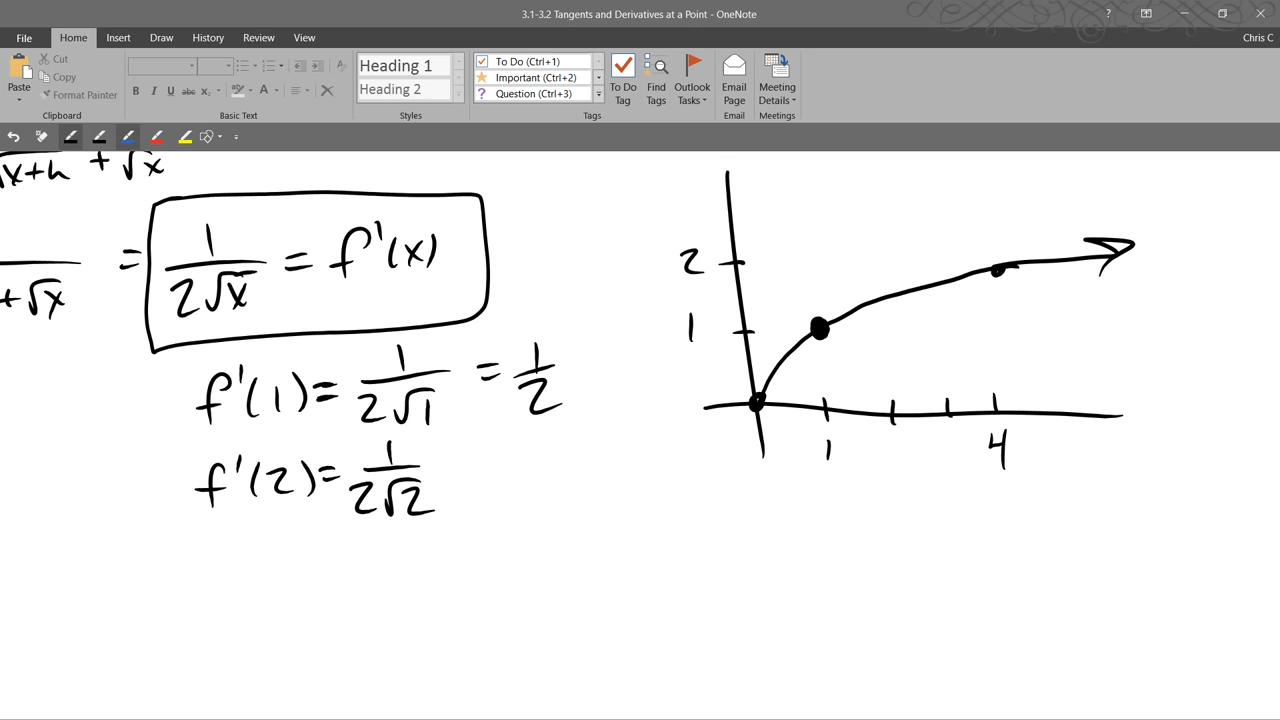 3.1-3.2 Tangents and Derivatives at a Point - OneNote
File Home Insert Draw History Review View Chris C
Paste
Cut
Copy
Format Painter
Clipboard
B I U abc x₂ ab A
Basic Text
Heading 1
Heading 2
Styles
To Do (Ctrl+1)
Important (Ctrl+2)
Question (Ctrl+3)
To Do Tag
Find Tags
Outlook Tasks
Tags
Email Page
Email
Meeting Details
Meetings
√x+h + √x
+√x = 1/(2√x) = f'(x)
f'(1) = 1/(2√1) = 1/2
f'(2) = 1/(2√2)
2
1
1 4